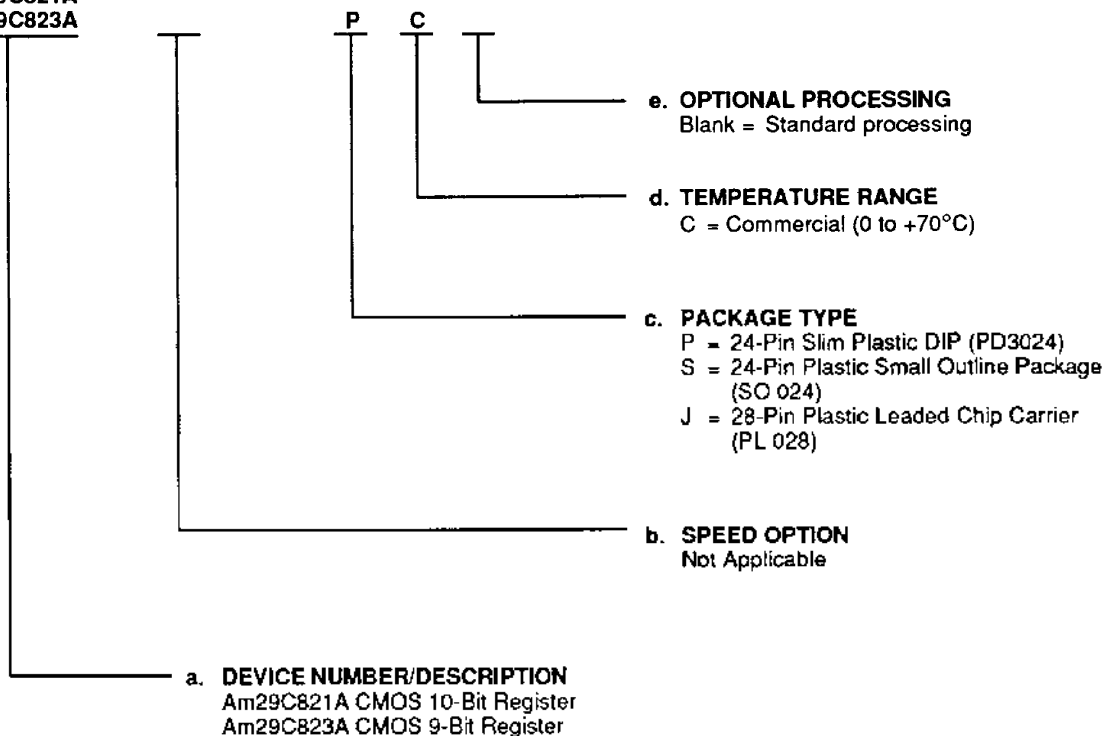 P C
e. OPTIONAL PROCESSING
Blank = Standard processing
d. TEMPERATURE RANGE
C = Commercial (0 to +70°C)
c. PACKAGE TYPE
P = 24-Pin Slim Plastic DIP (PD3024)
S = 24-Pin Plastic Small Outline Package
(SO 024)
J = 28-Pin Plastic Leaded Chip Carrier
(PL 028)
b. SPEED OPTION
Not Applicable
a. DEVICE NUMBER/DESCRIPTION
Am29C821A CMOS 10-Bit Register
Am29C823A CMOS 9-Bit Register